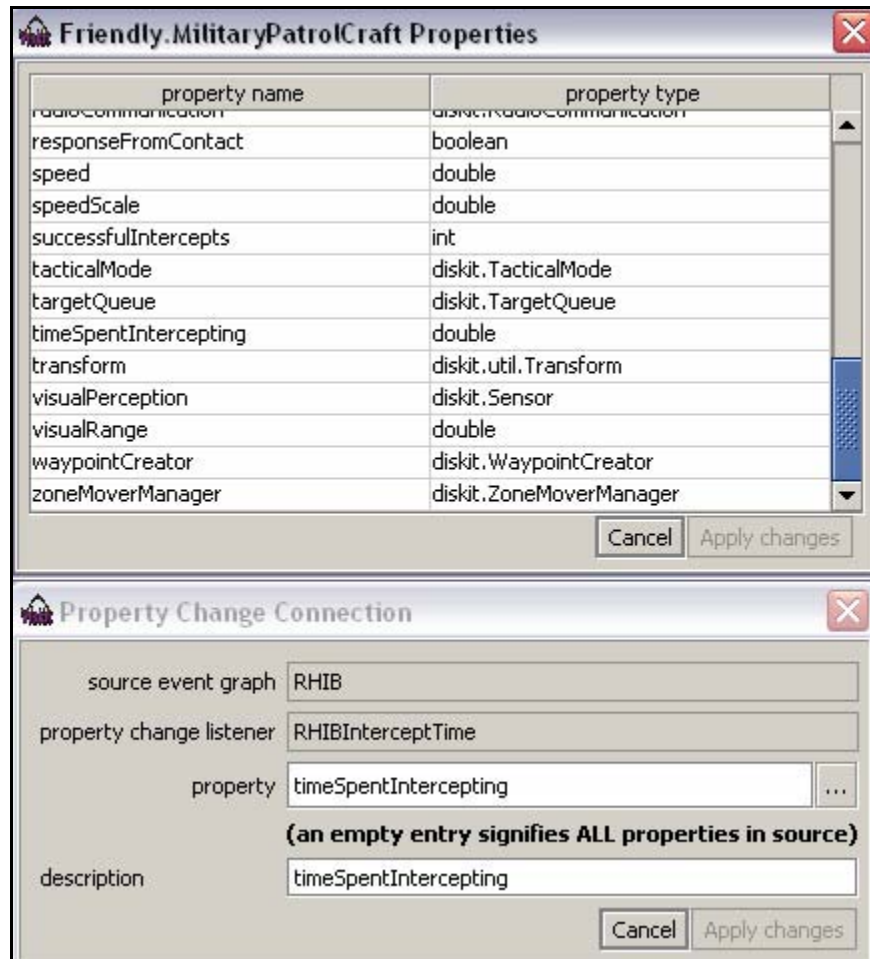 Friendly.MilitaryPatrolCraft Properties
property name property type
radioCommunication diskit.RadioCommunication
responseFromContact boolean
speed double
speedScale double
successfulIntercepts int
tacticalMode diskit.TacticalMode
targetQueue diskit.TargetQueue
timeSpentIntercepting double
transform diskit.util.Transform
visualPerception diskit.Sensor
visualRange double
waypointCreator diskit.WaypointCreator
zoneMoverManager diskit.ZoneMoverManager
Cancel Apply changes
Property Change Connection
source event graph RHIB
property change listener RHIBInterceptTime
property timeSpentIntercepting ...
(an empty entry signifies ALL properties in source)
description timeSpentIntercepting
Cancel Apply changes